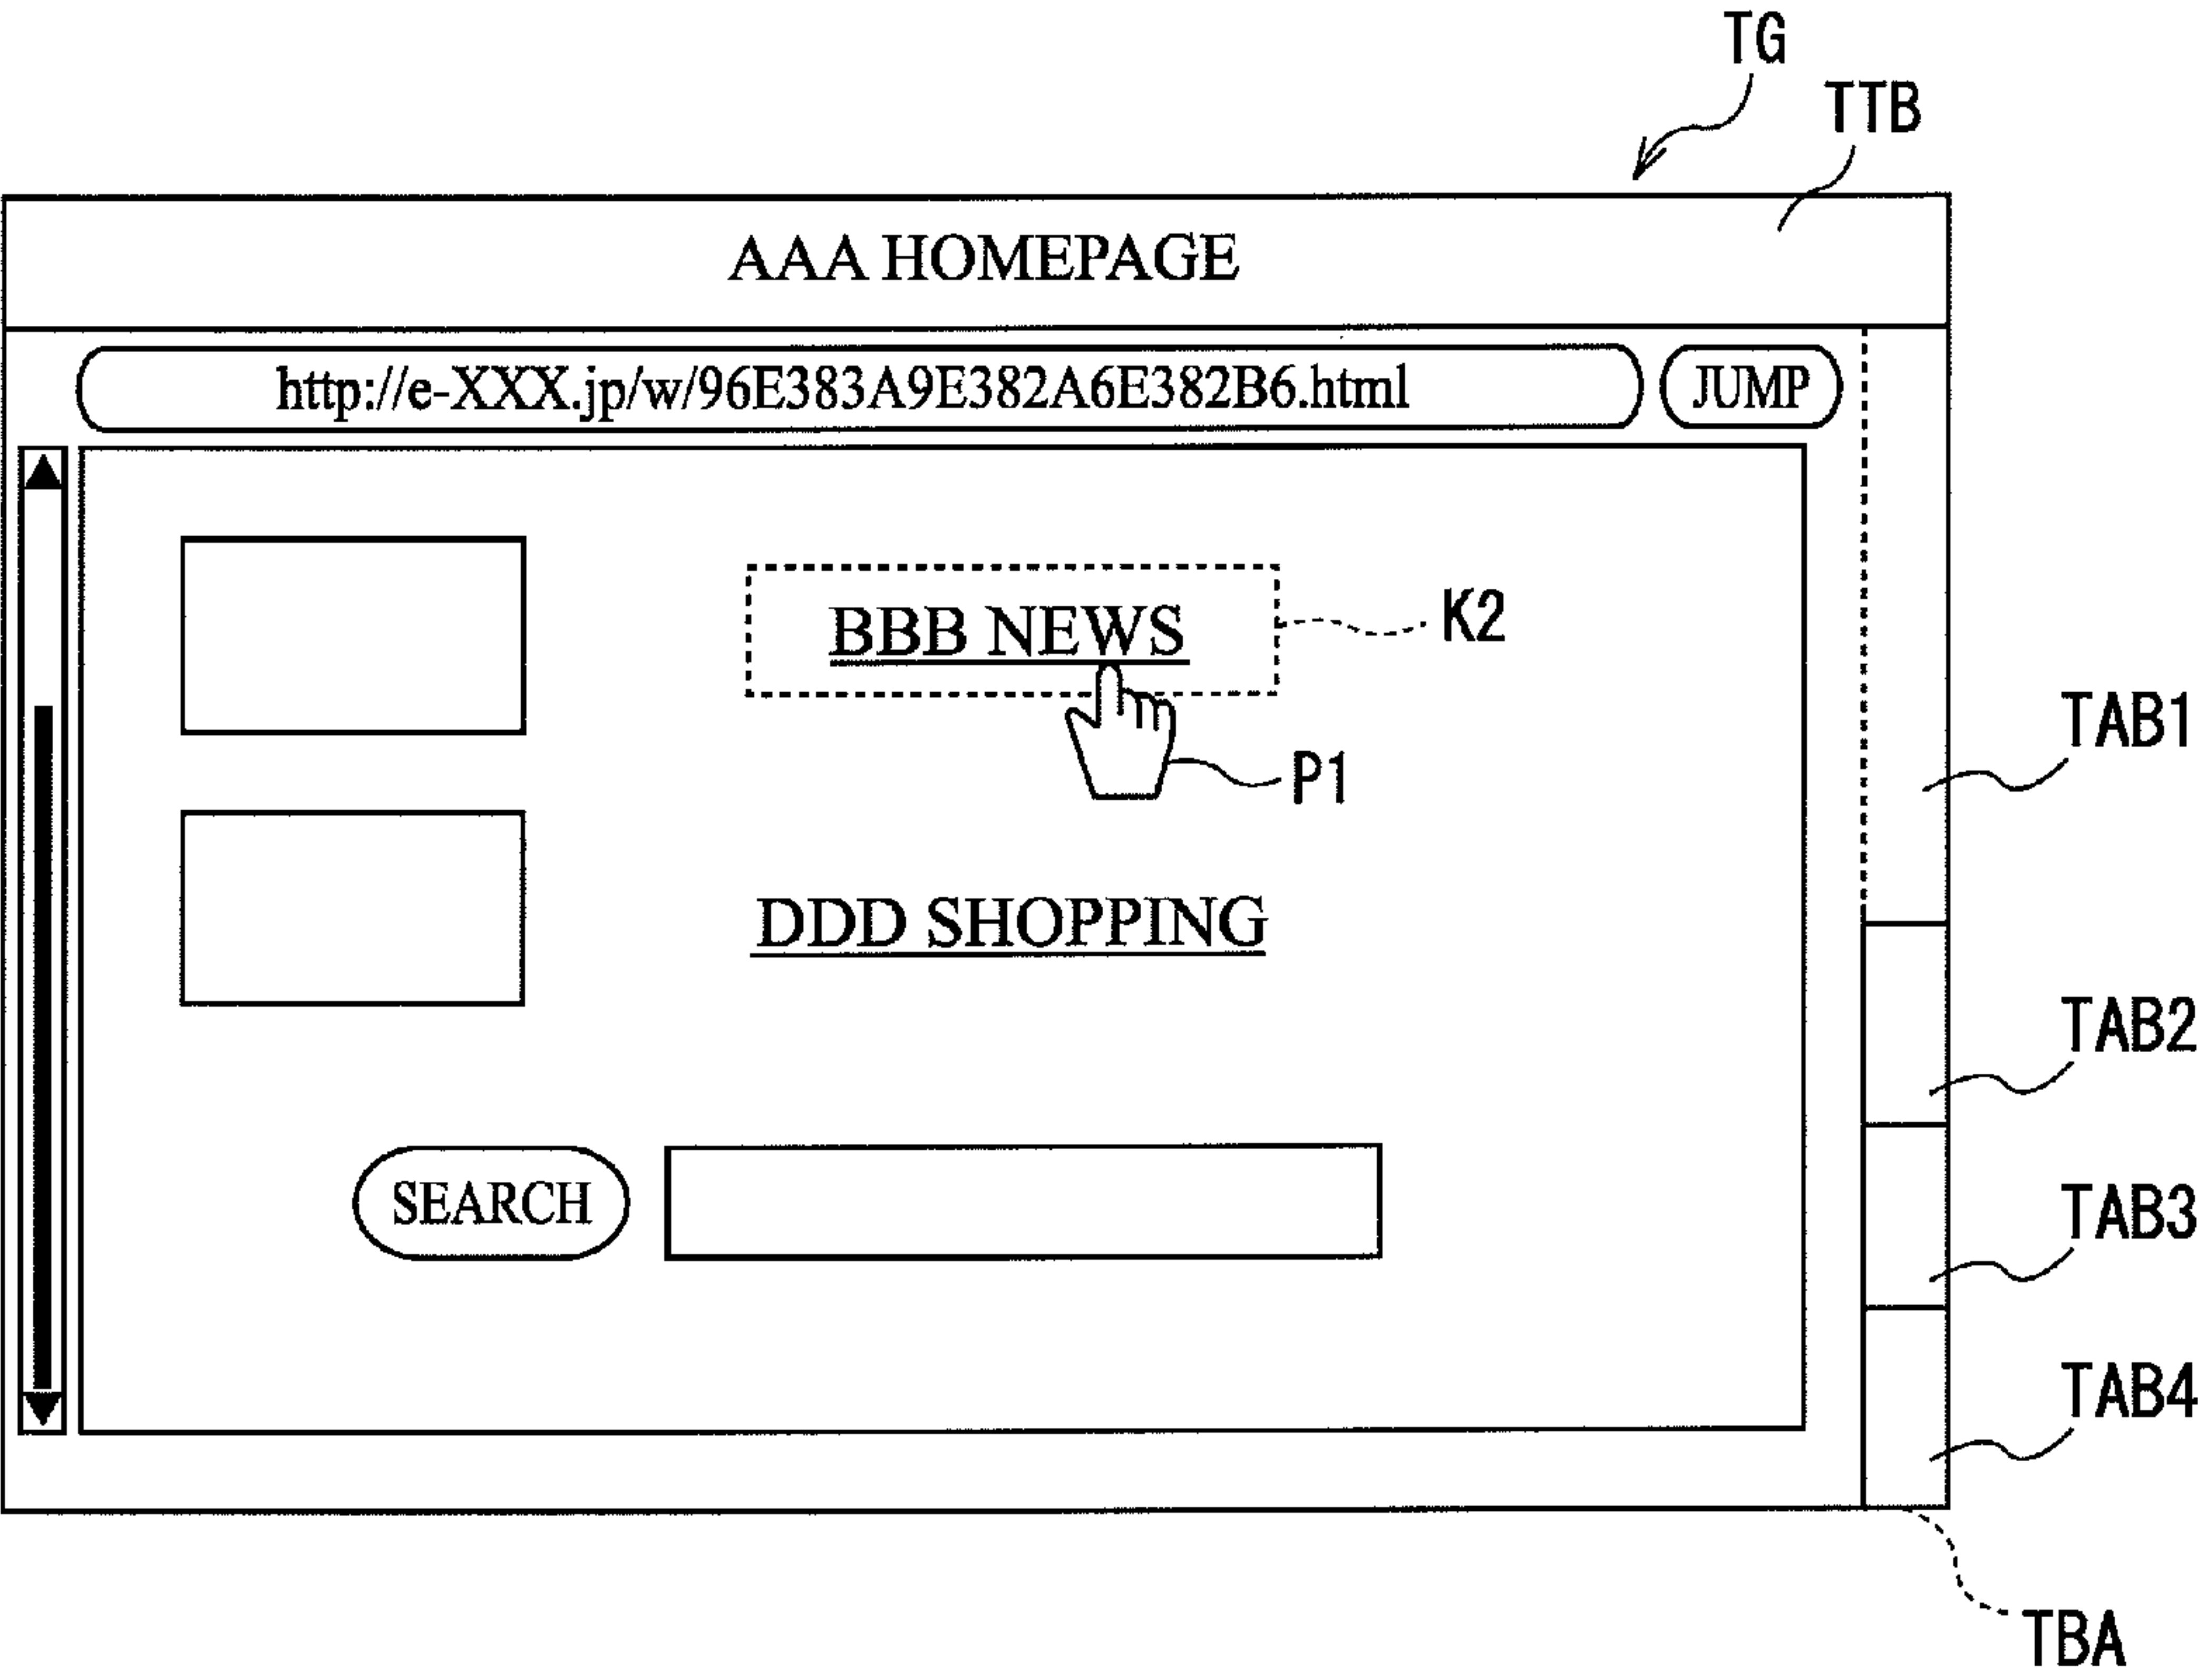 TG
TTB
AAA HOMEPAGE
http://e-XXX.jp/w/96E383A9E382A6E382B6.html
JUMP
BBB NEWS
K2
P1
TAB1
DDD SHOPPING
TAB2
SEARCH
TAB3
TAB4
TBA